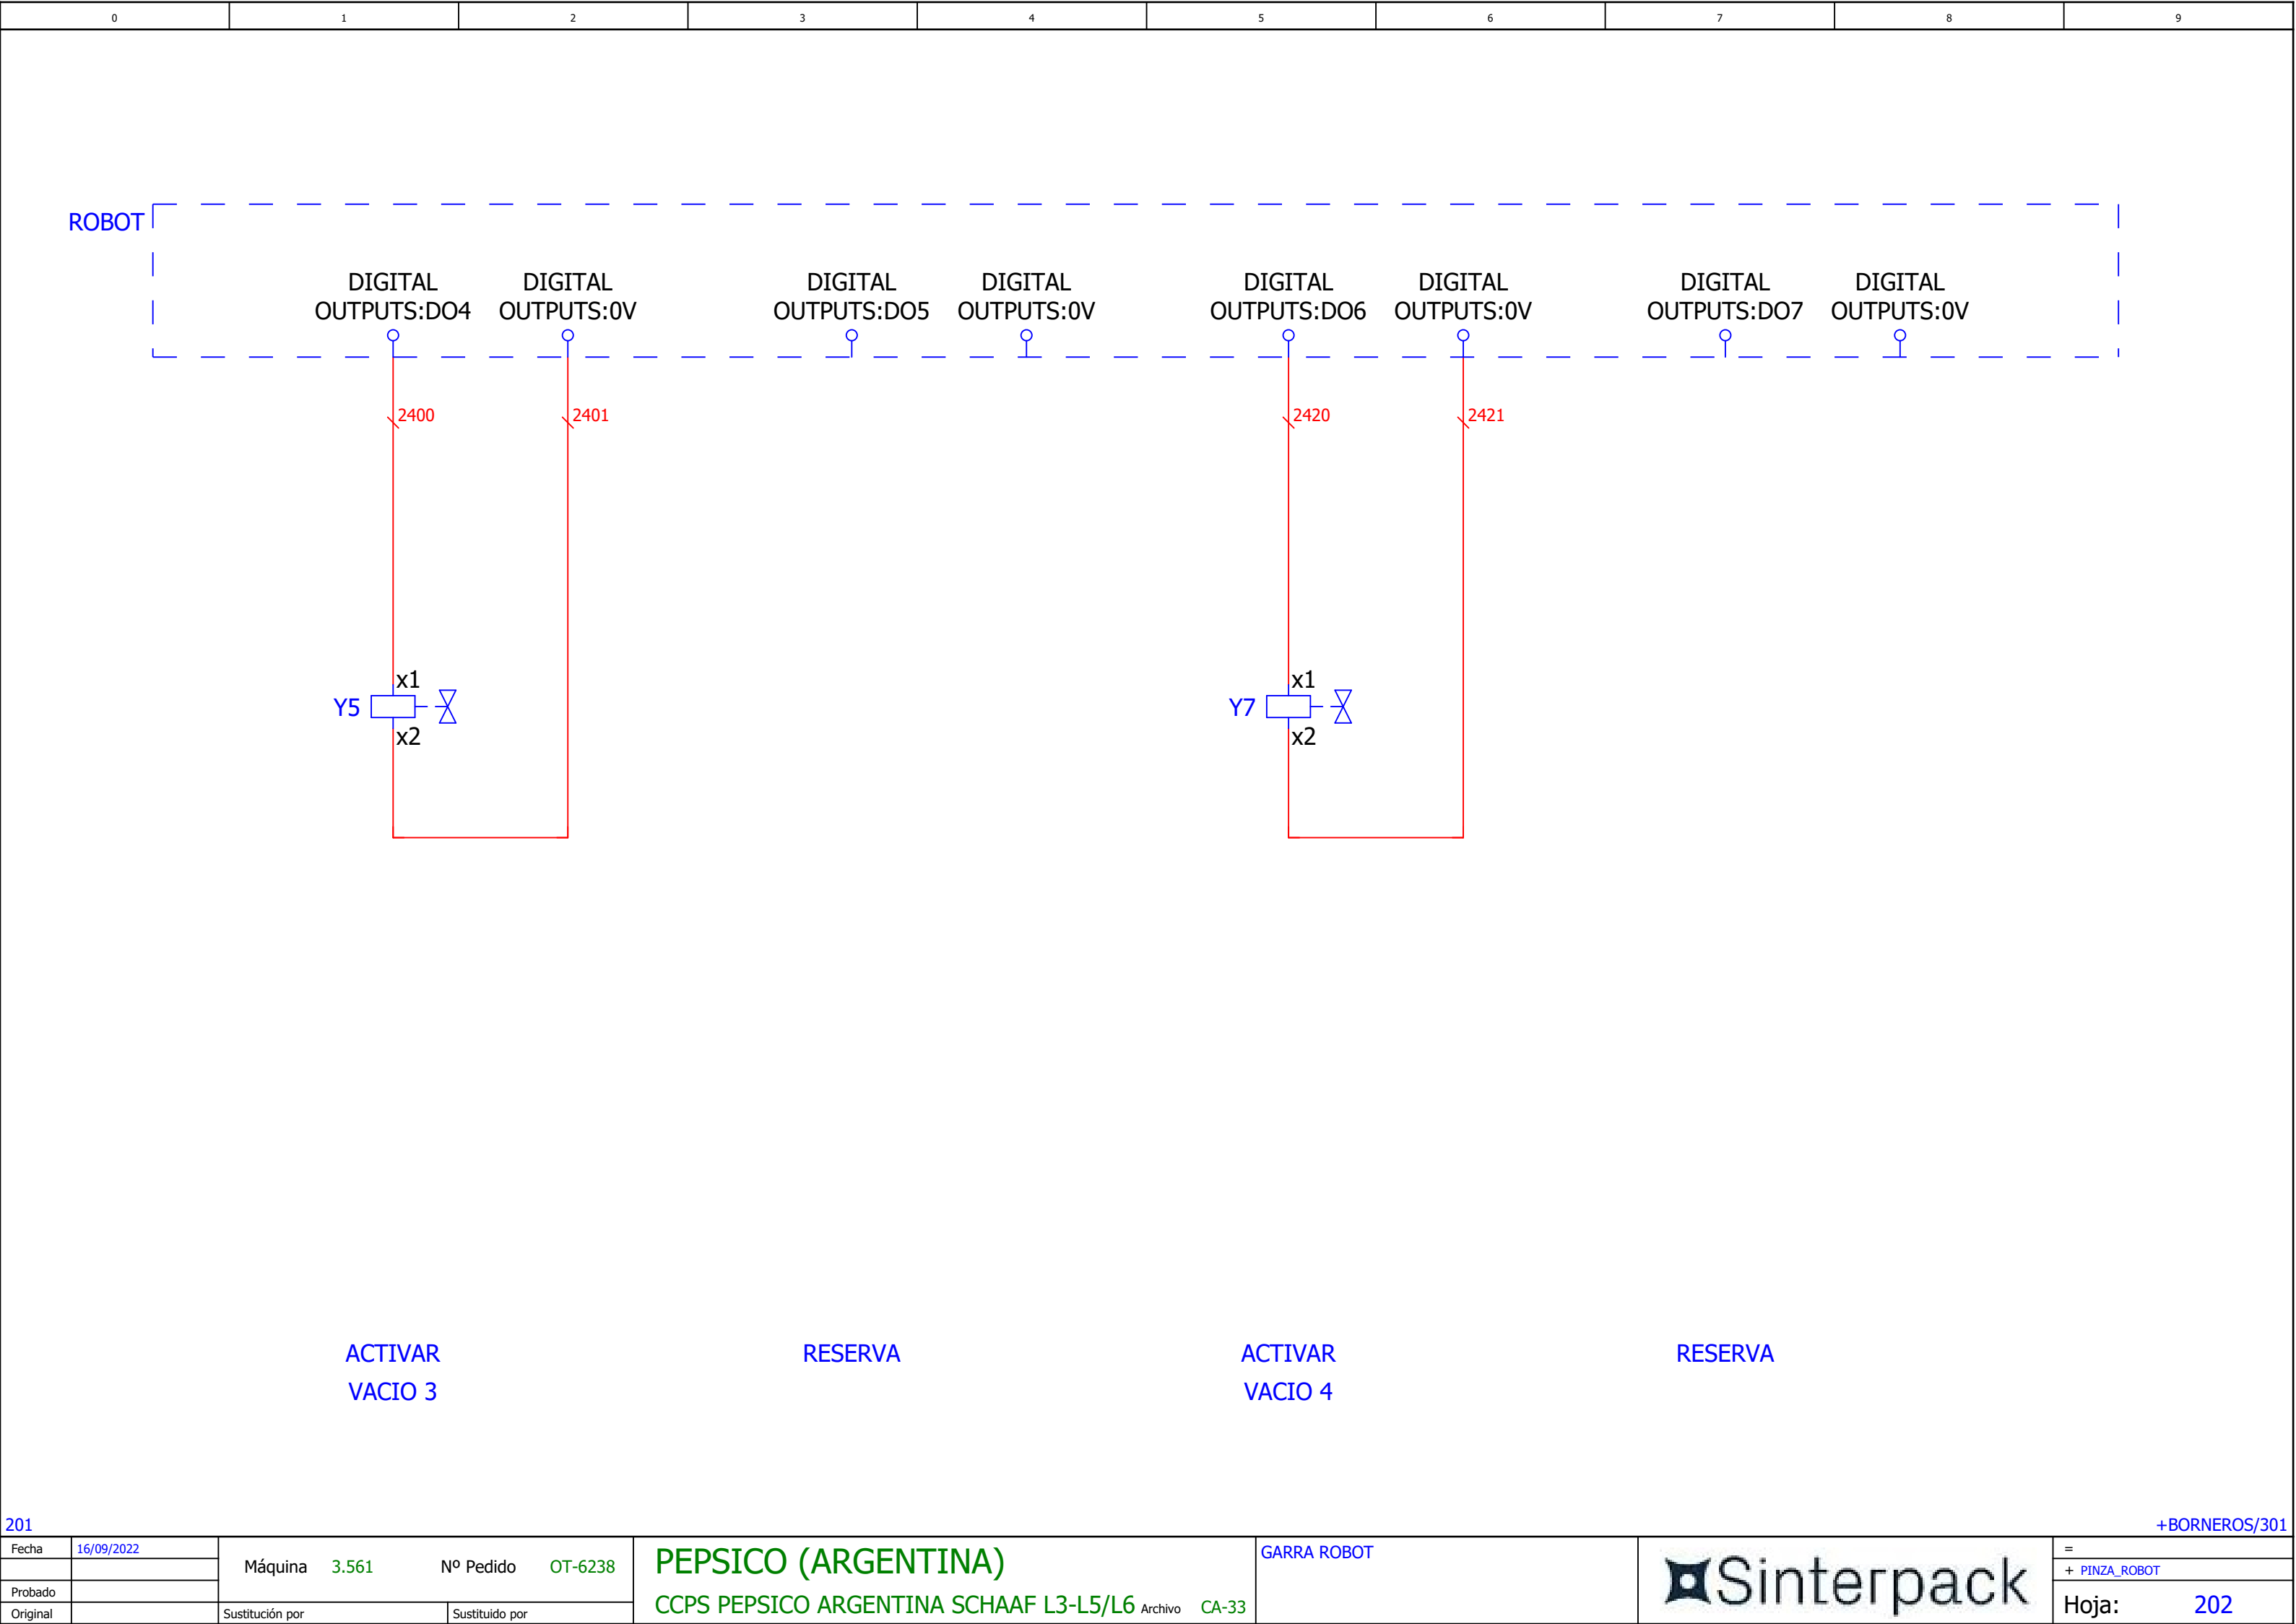 0 1 2 3 4 5 6 7 8 9
ROBOT
DIGITAL DIGITAL DIGITAL DIGITAL DIGITAL DIGITAL DIGITAL DIGITAL
OUTPUTS:DO4 OUTPUTS:0V OUTPUTS:DO5 OUTPUTS:0V OUTPUTS:DO6 OUTPUTS:0V OUTPUTS:DO7 OUTPUTS:0V
2400 2401 2420 2421
x1 x1
Y5 Y7
x2 x2
ACTIVAR RESERVA ACTIVAR RESERVA
VACIO 3 VACIO 4
201 +BORNEROS/301
Fecha 16/09/2022
Probado
Original
Máquina 3.561 Nº Pedido OT-6238
Sustitución por Sustituido por
PEPSICO (ARGENTINA)
CCPS PEPSICO ARGENTINA SCHAAF L3-L5/L6 Archivo CA-33
GARRA ROBOT
Sinterpack
=
+ PINZA_ROBOT
Hoja: 202